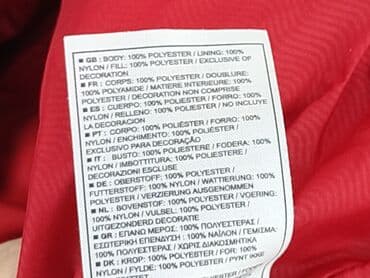 ■ GB: BODY: 100% POLYESTER / LINING: 100%
NYLON / FILL: 100% POLYESTER / EXCLUSIVE OF
DECORATION
■ FR : CORPS: 100% POLYESTER / DOUBLURE:
100% POLYAMIDE / MATIERE INTERIEURE: 100%
POLYESTER / DECORATION NON COMPRISE
■ ES : CUERPO: 100% POLIÉSTER / FORRO: 100%
NYLON / RELLENO: 100% POLIÉSTER / NO INCLUYE
LA DECORACION
■ PT : CORPO: 100% POLIÉSTER / FORRO: 100%
NYLON / ENCHIMENTO: 100% POLIÉSTER /
EXCLUSIVO PARA DECORAÇÃO
■ IT : BUSTO: 100% POLIESTERE / FODERA: 100%
NYLON / IMBOTTITURA: 100% POLIESTERE /
DECORAZIONI ESCLUSE
■ DE : OBERSTOFF: 100% POLYESTER /
FUTTERSTOFF: 100% NYLON / WATTIERUNG: 100%
POLYESTER / VERZIERUNG AUSGENOMMEN
■ NL : BOVENSTOF: 100% POLYESTER / VOERING:
100% NYLON / VULSEL: 100% POLYESTER /
UITGEZONDERD DECORATIE
■ GR : ΕΠΑΝΩ ΜΕΡΟΣ: 100% ΠΟΛΥΕΣΤΕΡΑΣ /
ΕΣΩΤΕΡΙΚΗ ΕΠΕΝΔΥΣΗ : 100% ΝΑΪΛΟΝ / ΓΕΜΙΣΜΑ:
100% ΠΟΛΥΕΣΤΕΡΑΣ / ΧΩΡΙΣ ΔΙΑΚΟΣΜΗΤΙΚΑ
■ DK : KROP: 100% POLYESTER / FOR: 100%
NYLON / FYLDE: 100% POLYESTER / PYNT IKKE